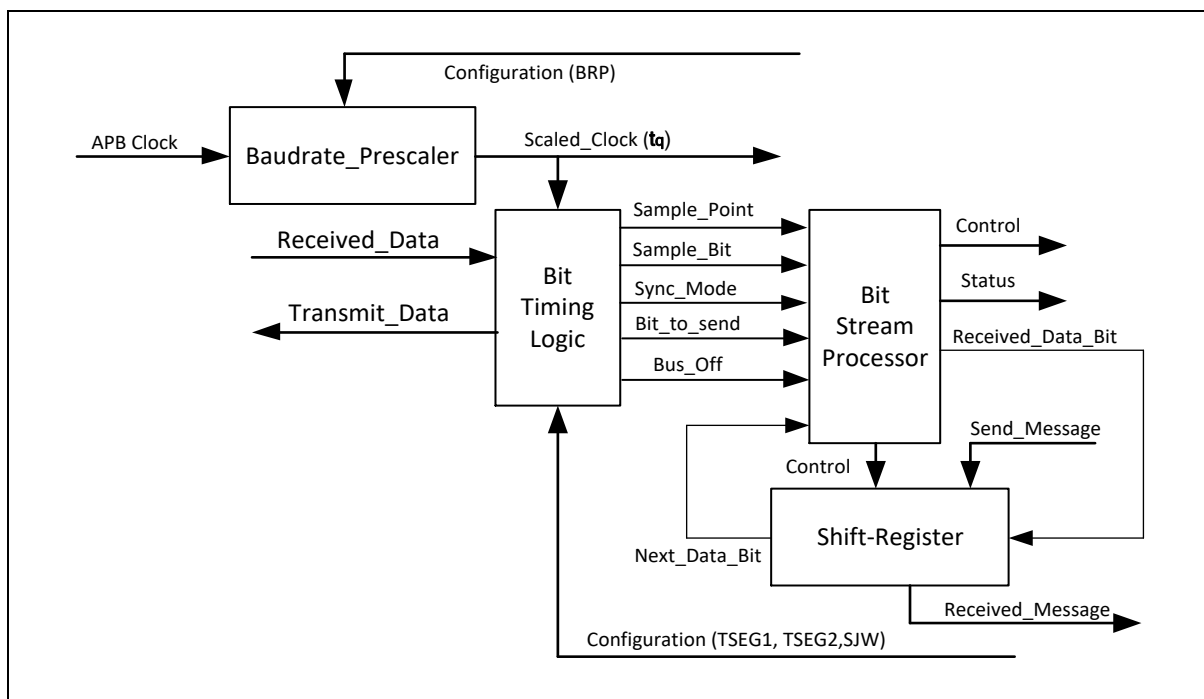 Configuration (BRP)
APB Clock
Baudrate_Prescaler
Scaled_Clock (tq)
Received_Data
Transmit_Data
Bit
Timing
Logic
Sample_Point
Sample_Bit
Sync_Mode
Bit_to_send
Bus_Off
Bit
Stream
Processor
Control
Status
Received_Data_Bit
Send_Message
Control
Shift-Register
Next_Data_Bit
Received_Message
Configuration (TSEG1, TSEG2,SJW)